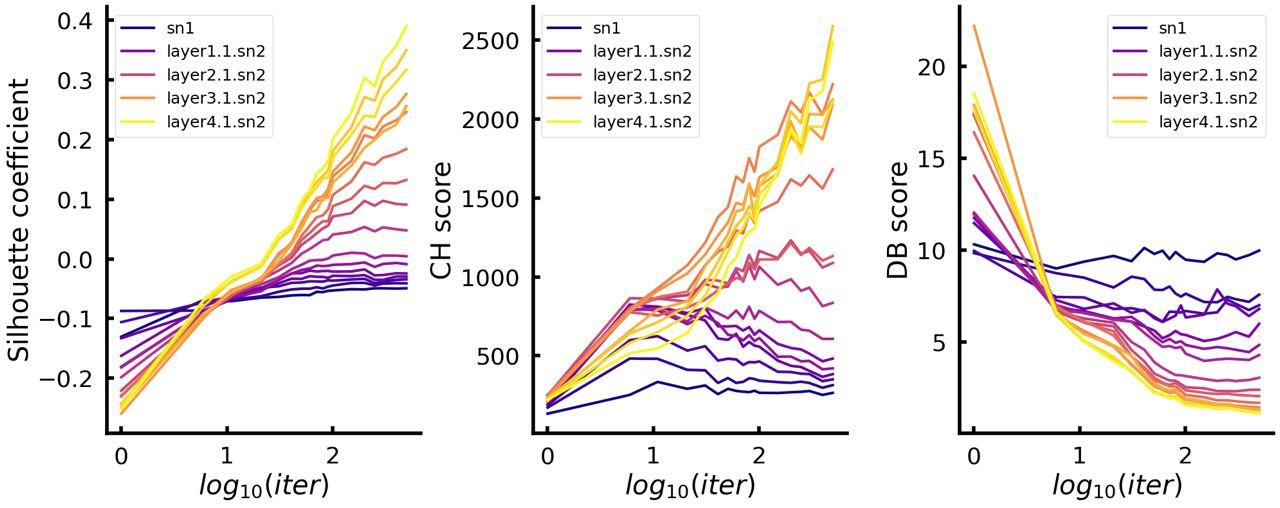 Silhouette coefficient
0.4
0.3
0.2
0.1
0.0
−0.1
−0.2
sn1
layer1.1.sn2
layer2.1.sn2
layer3.1.sn2
layer4.1.sn2
0 1 2
log10(iter)
CH score
2500
2000
1500
1000
500
sn1
layer1.1.sn2
layer2.1.sn2
layer3.1.sn2
layer4.1.sn2
0 1 2
log10(iter)
DB score
20
15
10
5
sn1
layer1.1.sn2
layer2.1.sn2
layer3.1.sn2
layer4.1.sn2
0 1 2
log10(iter)